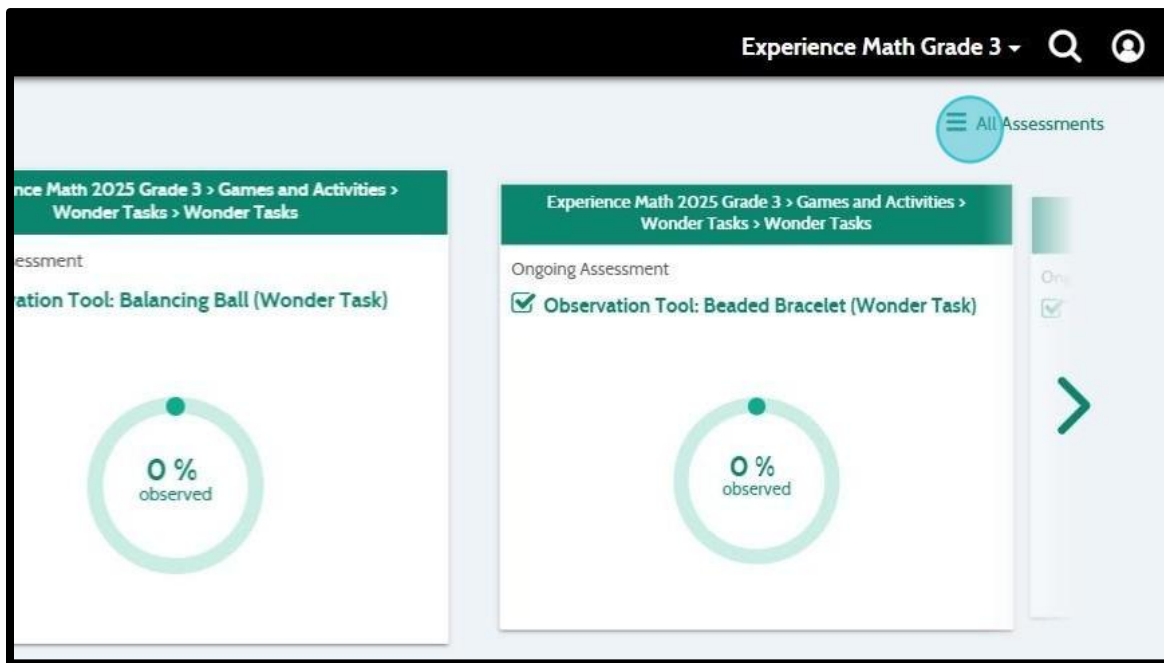 Experience Math Grade 3
All Assessments
nce Math 2025 Grade 3 > Games and Activities >
Wonder Tasks > Wonder Tasks
essment
ation Tool: Balancing Ball (Wonder Task)
0 %
observed
Experience Math 2025 Grade 3 > Games and Activities >
Wonder Tasks > Wonder Tasks
Ongoing Assessment
Observation Tool: Beaded Bracelet (Wonder Task)
0 %
observed